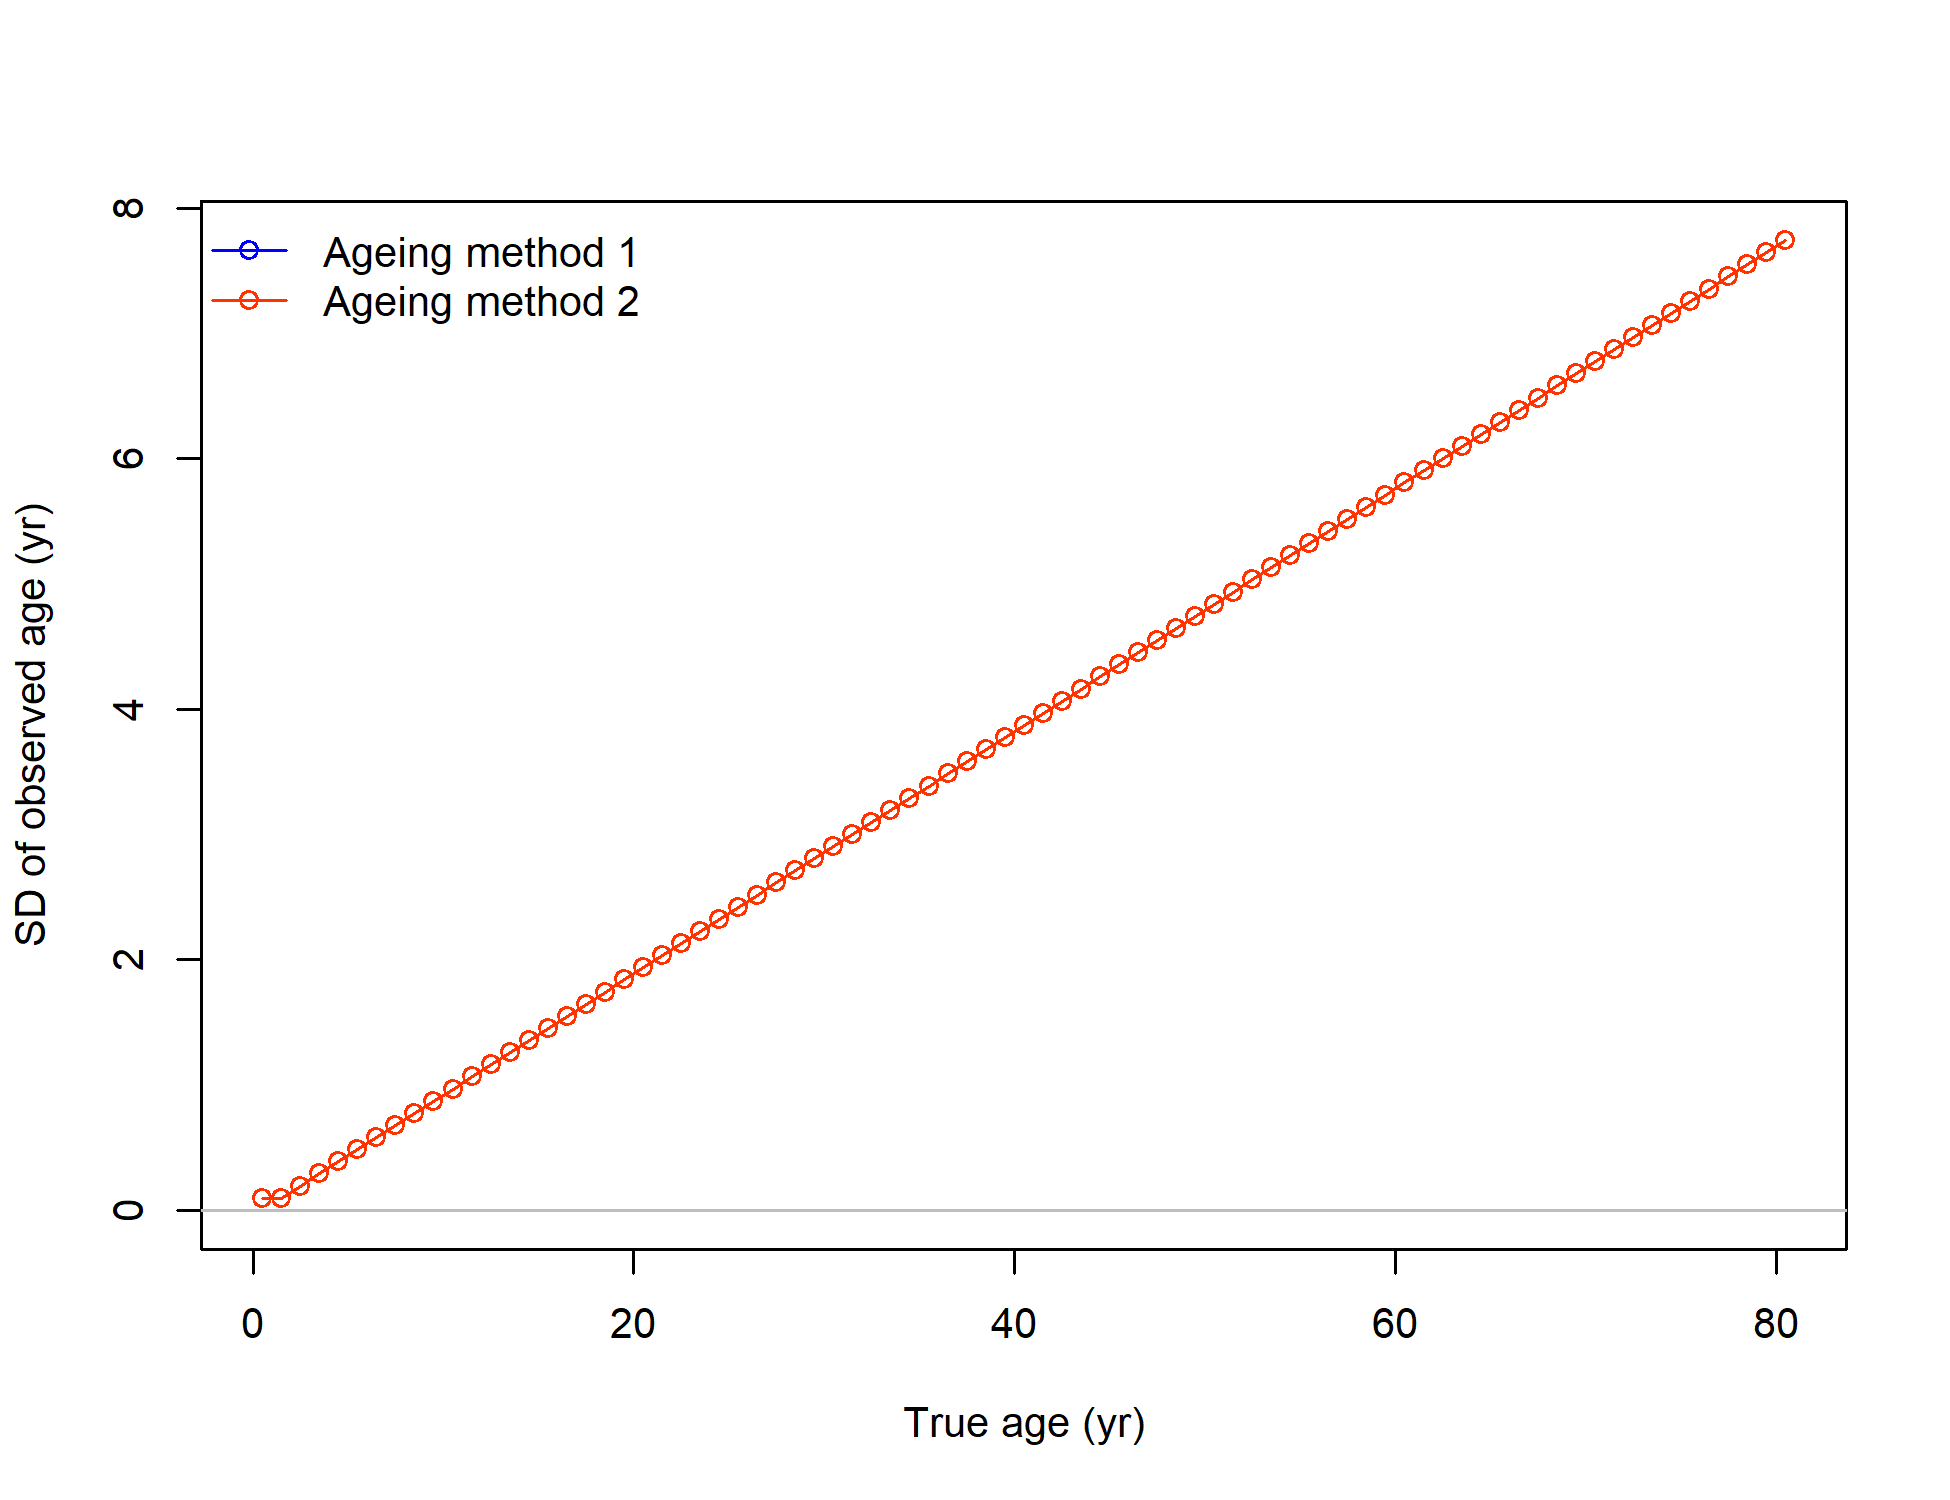 Ageing method 1
Ageing method 2
SD of observed age (yr)
8
6
4
2
0
0 20 40 60 80
True age (yr)